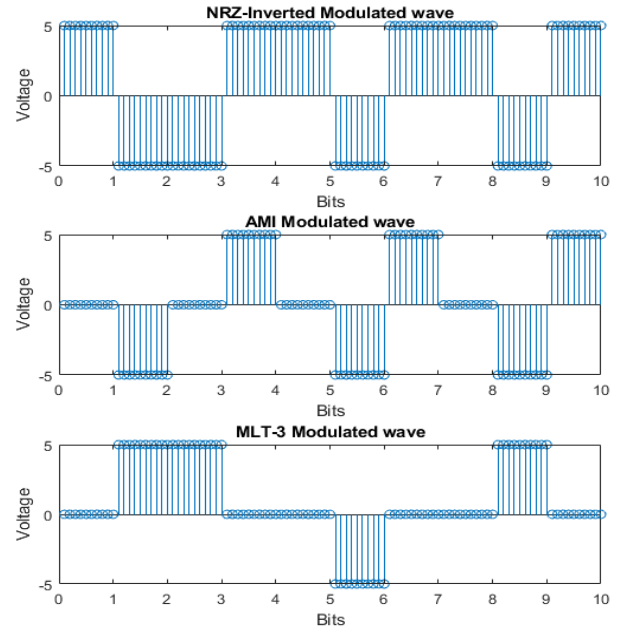 NRZ-Inverted Modulated wave
5
0
-5
Voltage
0 1 2 3 4 5 6 7 8 9 10
Bits
AMI Modulated wave
5
0
-5
Voltage
0 1 2 3 4 5 6 7 8 9 10
Bits
MLT-3 Modulated wave
5
0
-5
Voltage
0 1 2 3 4 5 6 7 8 9 10
Bits